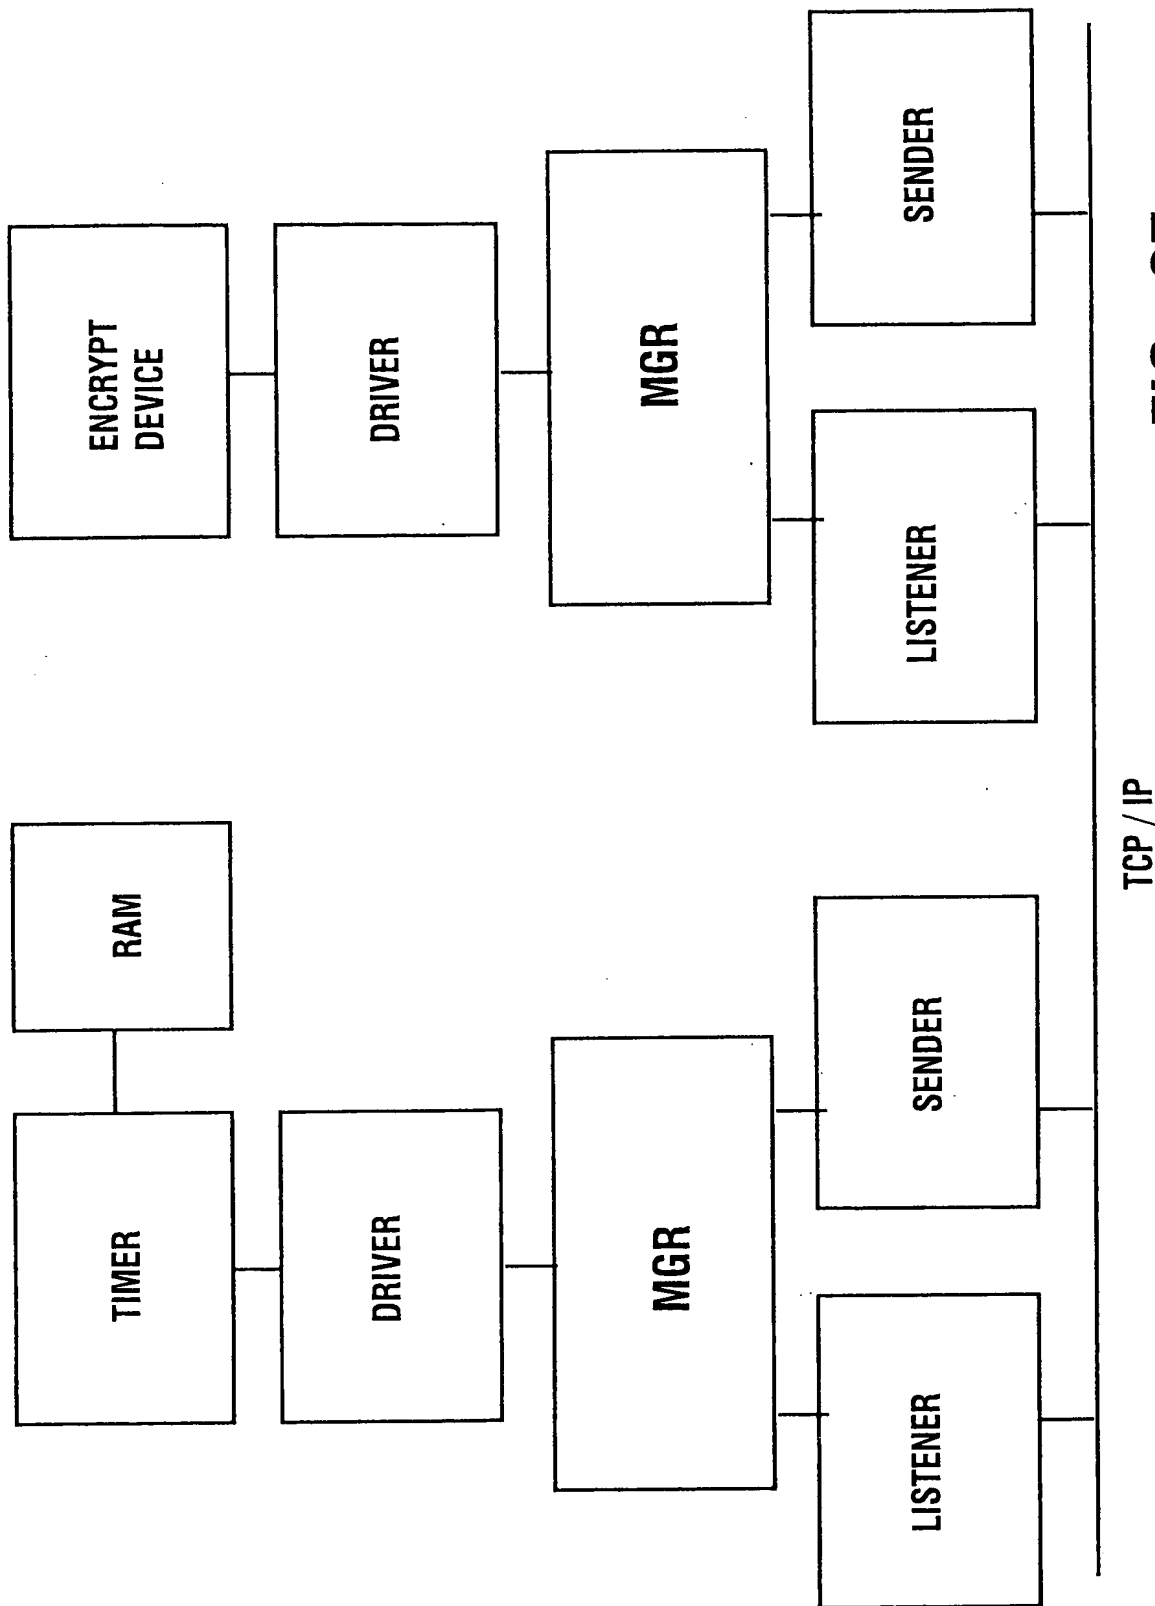 TIMER
RAM
ENCRYPT
DEVICE
DRIVER
DRIVER
MGR
MGR
LISTENER
SENDER
LISTENER
SENDER
TCP / IP